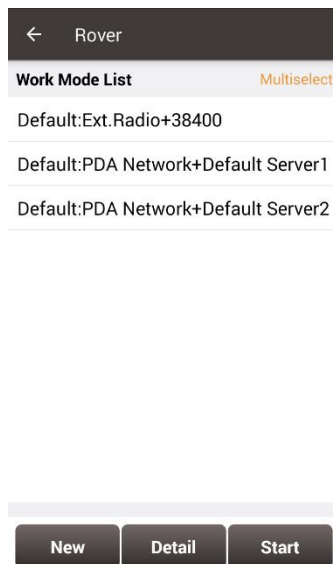 Rover
Work Mode List Multiselect
Default:Ext.Radio+38400
Default:PDA Network+Default Server1
Default:PDA Network+Default Server2
New Detail Start